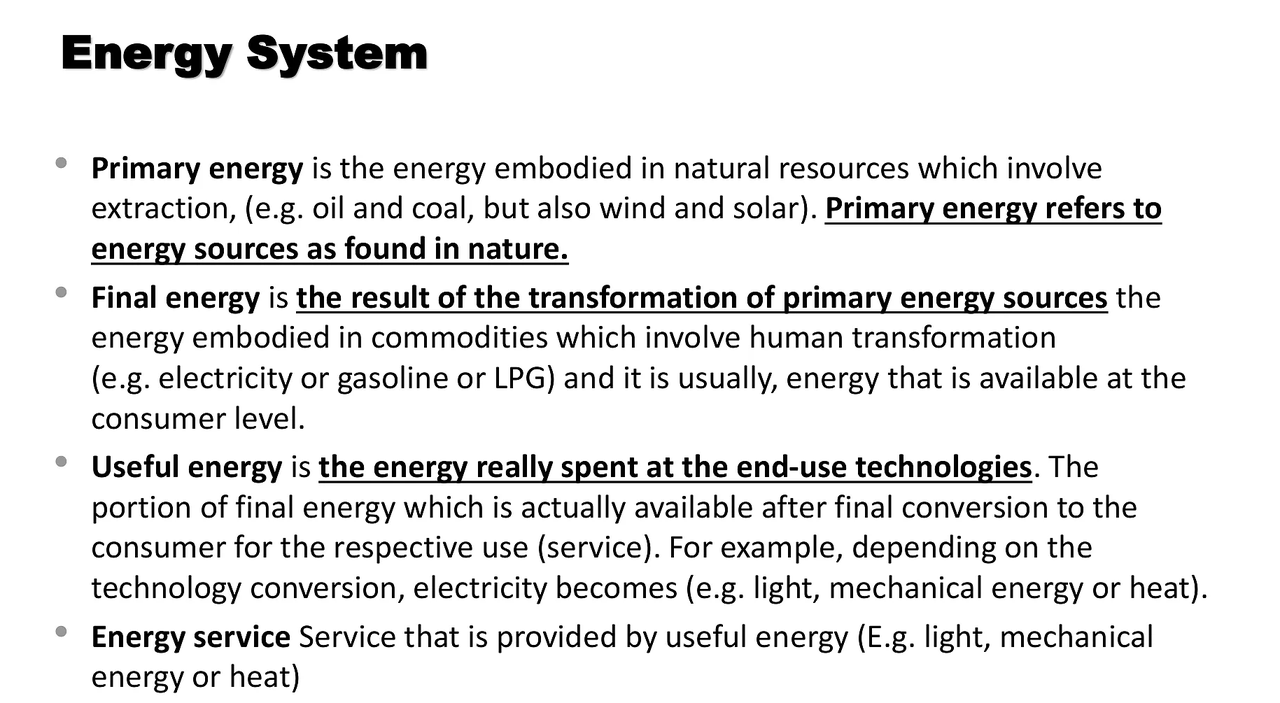 Energy System
• Primary energy is the energy embodied in natural resources which involve
extraction, (e.g. oil and coal, but also wind and solar). Primary energy refers to
energy sources as found in nature.
• Final energy is the result of the transformation of primary energy sources the
energy embodied in commodities which involve human transformation
(e.g. electricity or gasoline or LPG) and it is usually, energy that is available at the
consumer level.
• Useful energy is the energy really spent at the end-use technologies. The
portion of final energy which is actually available after final conversion to the
consumer for the respective use (service). For example, depending on the
technology conversion, electricity becomes (e.g. light, mechanical energy or heat).
• Energy service Service that is provided by useful energy (E.g. light, mechanical
energy or heat)